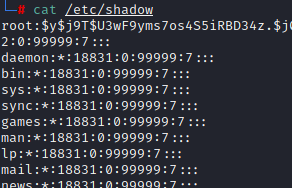 # cat /etc/shadow
root:$y$j9T$U3wF9yms7os4S5iRBD34z.$j
2:0:99999:7:::
daemon:*:18831:0:99999:7:::
bin:*:18831:0:99999:7:::
sys:*:18831:0:99999:7:::
sync:*:18831:0:99999:7:::
games:*:18831:0:99999:7:::
man:*:18831:0:99999:7:::
lp:*:18831:0:99999:7:::
mail:*:18831:0:99999:7:::
news:*:18831:0:99999:7:::